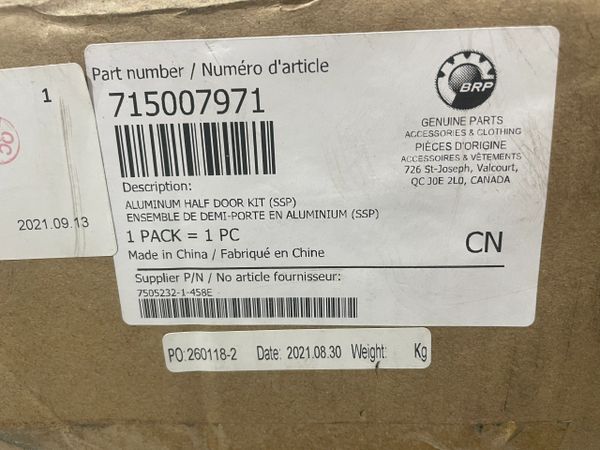 1
QC
2021.09.13
Part number / Numéro d'article
715007971
BRP
GENUINE PARTS
ACCESSORIES & CLOTHING
PIÈCES D'ORIGINE
ACCESSOIRES & VÊTEMENTS
726 St-Joseph, Valcourt,
QC J0E 2L0, CANADA
Description:
ALUMINUM HALF DOOR KIT (SSP)
ENSEMBLE DE DEMI-PORTE EN ALUMINIUM (SSP)
1 PACK = 1 PC
Made in China / Fabriqué en Chine
CN
Supplier P/N / No article fournisseur:
7505232-1-458E
PO:260118-2 Date: 2021.08.30 Weight: Kg